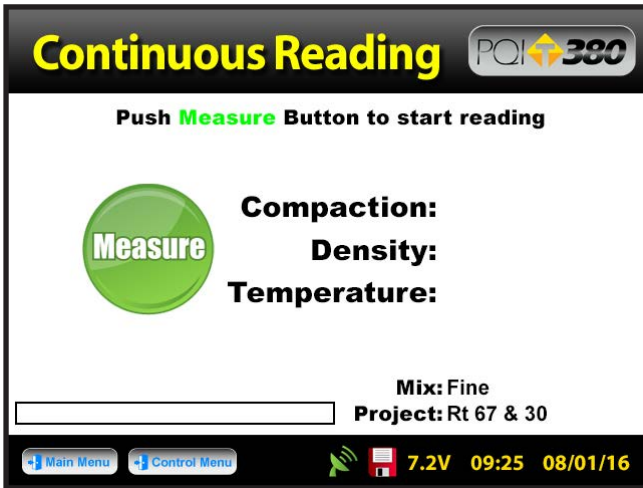 Continuous Reading PQI T 380
Push Measure Button to start reading
Measure
Compaction:
Density:
Temperature:
Mix: Fine
Project: Rt 67 & 30
Main Menu Control Menu 7.2V 09:25 08/01/16